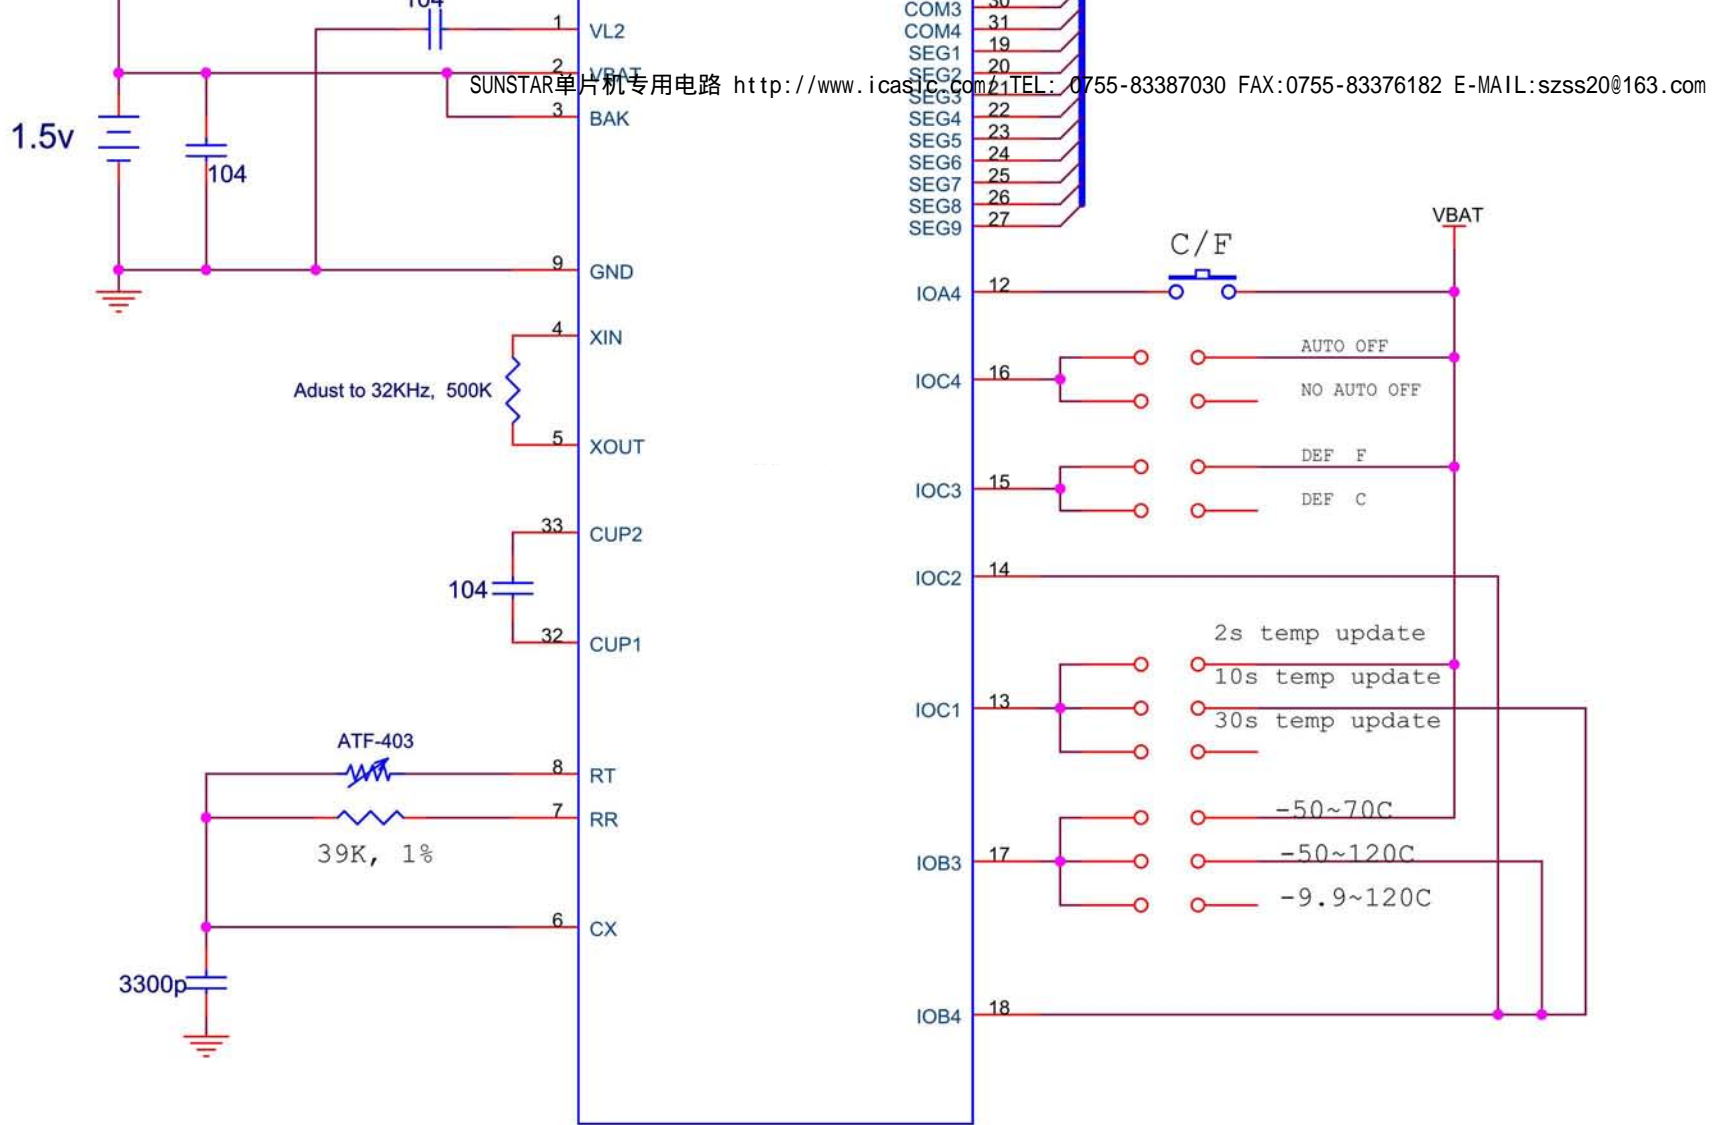 104
1
VL2
2
VBAT
SUNSTAR单片机专用电路 http://www.icasic.com/ TEL: 0755-83387030 FAX:0755-83376182 E-MAIL:szss20@163.com
3
BAK
1.5v
104
9
GND
4
XIN
Adust to 32KHz, 500K
5
XOUT
33
CUP2
104
32
CUP1
ATF-403
8
RT
7
RR
39K, 1%
6
CX
3300p
COM3
30
COM4
31
SEG1
19
SEG2
20
SEG3
21
SEG4
22
SEG5
23
SEG6
24
SEG7
25
SEG8
26
SEG9
27
VBAT
C/F
IOA4
12
AUTO OFF
IOC4
16
NO AUTO OFF
DEF F
IOC3
15
DEF C
IOC2
14
2s temp update
10s temp update
IOC1
13
30s temp update
-50~70C
IOB3
17
-50~120C
-9.9~120C
IOB4
18